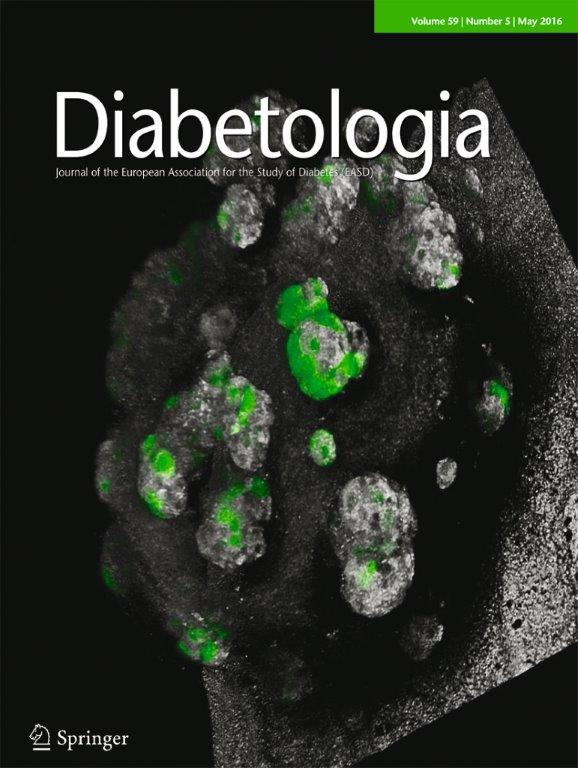 Volume 59 | Number 5 | May 2016
Diabetologia
Journal of the European Association for the Study of Diabetes (EASD)
Springer